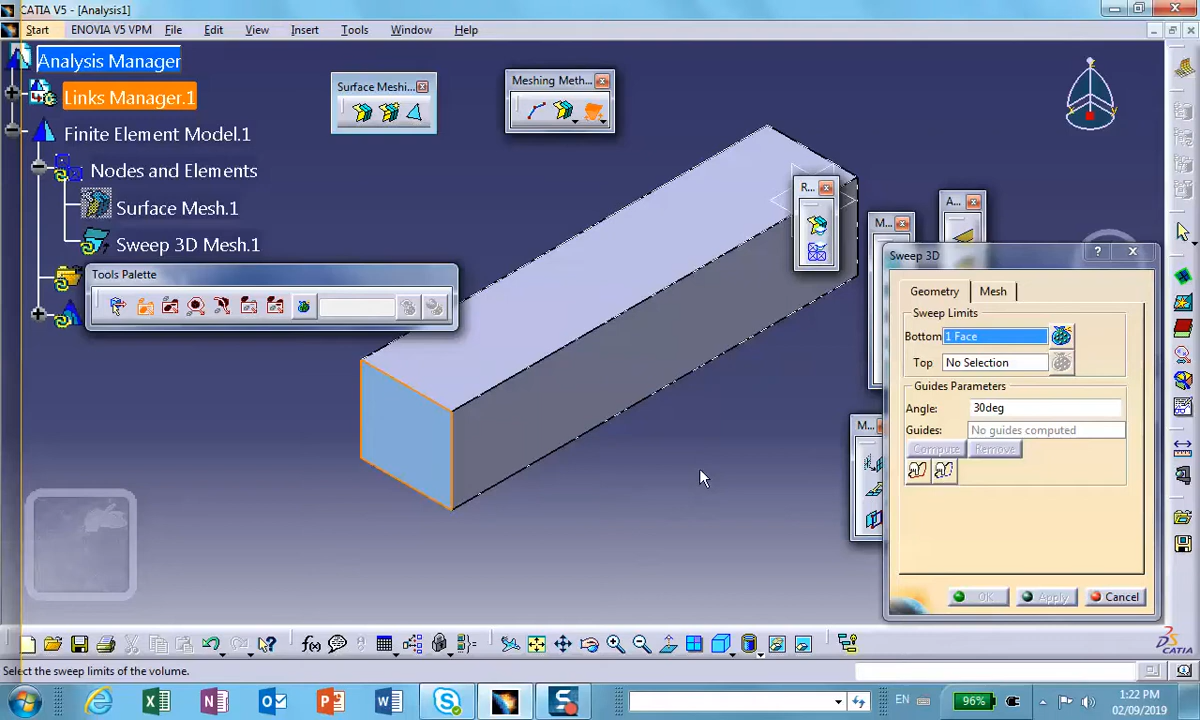 CATIA V5 - [Analysis1]
Start ENOVIA V5 VPM File Edit View Insert Tools Window Help
Analysis Manager
Links Manager.1
Finite Element Model.1
Nodes and Elements
Surface Mesh.1
Sweep 3D Mesh.1
Surface Meshi...
Meshing Meth...
Tools Palette
R...
M...
A...
M...
Sweep 3D
Geometry Mesh
Sweep Limits
Bottom 1 Face
Top No Selection
Guides Parameters
Angle: 30deg
Guides: No guides computed
Compute Remove
OK Apply Cancel
f(x)
Select the sweep limits of the volume.
CATIA
EN 96% 1:22 PM
02/09/2019